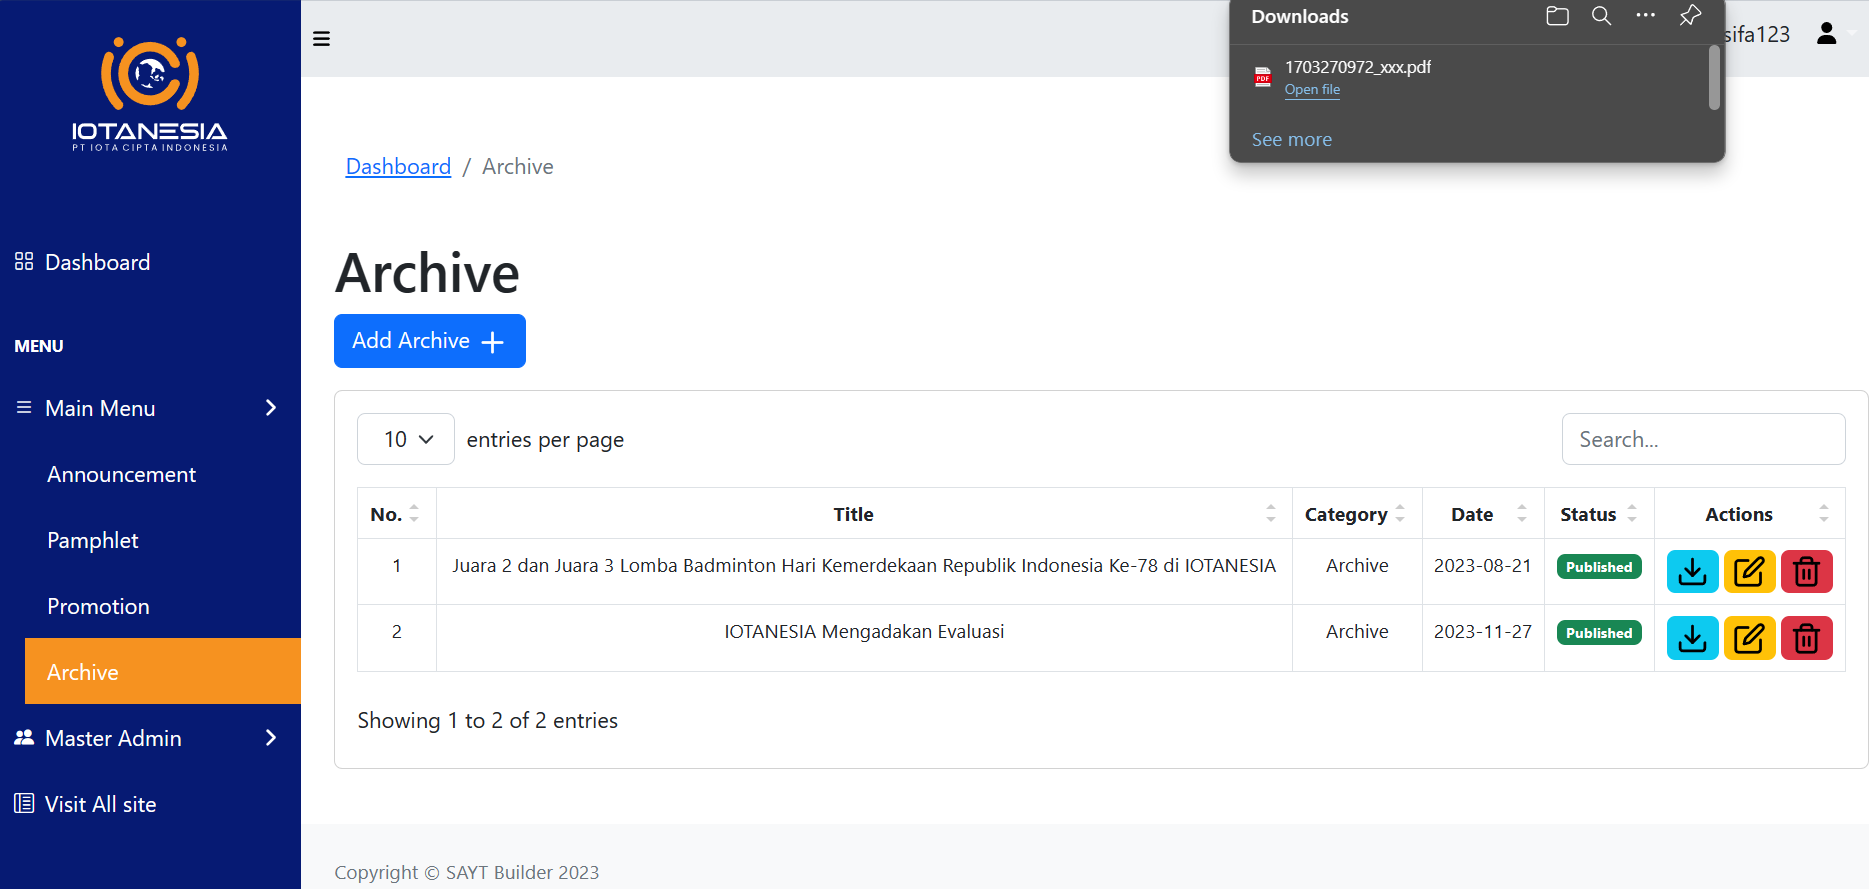 IOTANESIA
PT IOTA CIPTA INDONESIA
Dashboard
MENU
Main Menu
Announcement
Pamphlet
Promotion
Archive
Master Admin
Visit All site
Downloads
1703270972_xxx.pdf
Open file
See more
sifa123
Dashboard / Archive
Archive
Add Archive
10 entries per page
Search...
No. Title Category Date Status Actions
1 Juara 2 dan Juara 3 Lomba Badminton Hari Kemerdekaan Republik Indonesia Ke-78 di IOTANESIA Archive 2023-08-21 Published
2 IOTANESIA Mengadakan Evaluasi Archive 2023-11-27 Published
Showing 1 to 2 of 2 entries
Copyright © SAYT Builder 2023